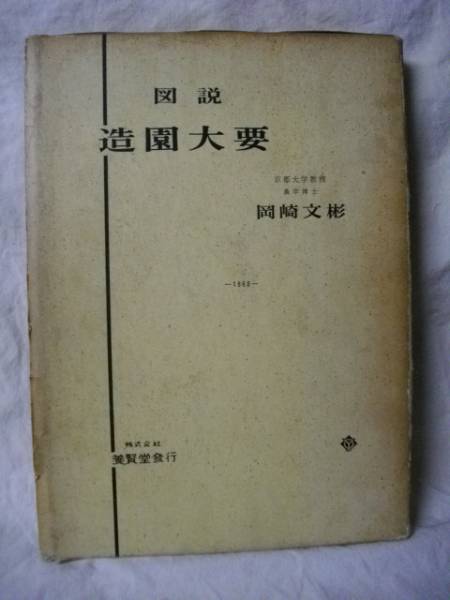 図説
造園大要
京都大学教授
農学博士
岡崎文彬
株式会社
養賢堂発行